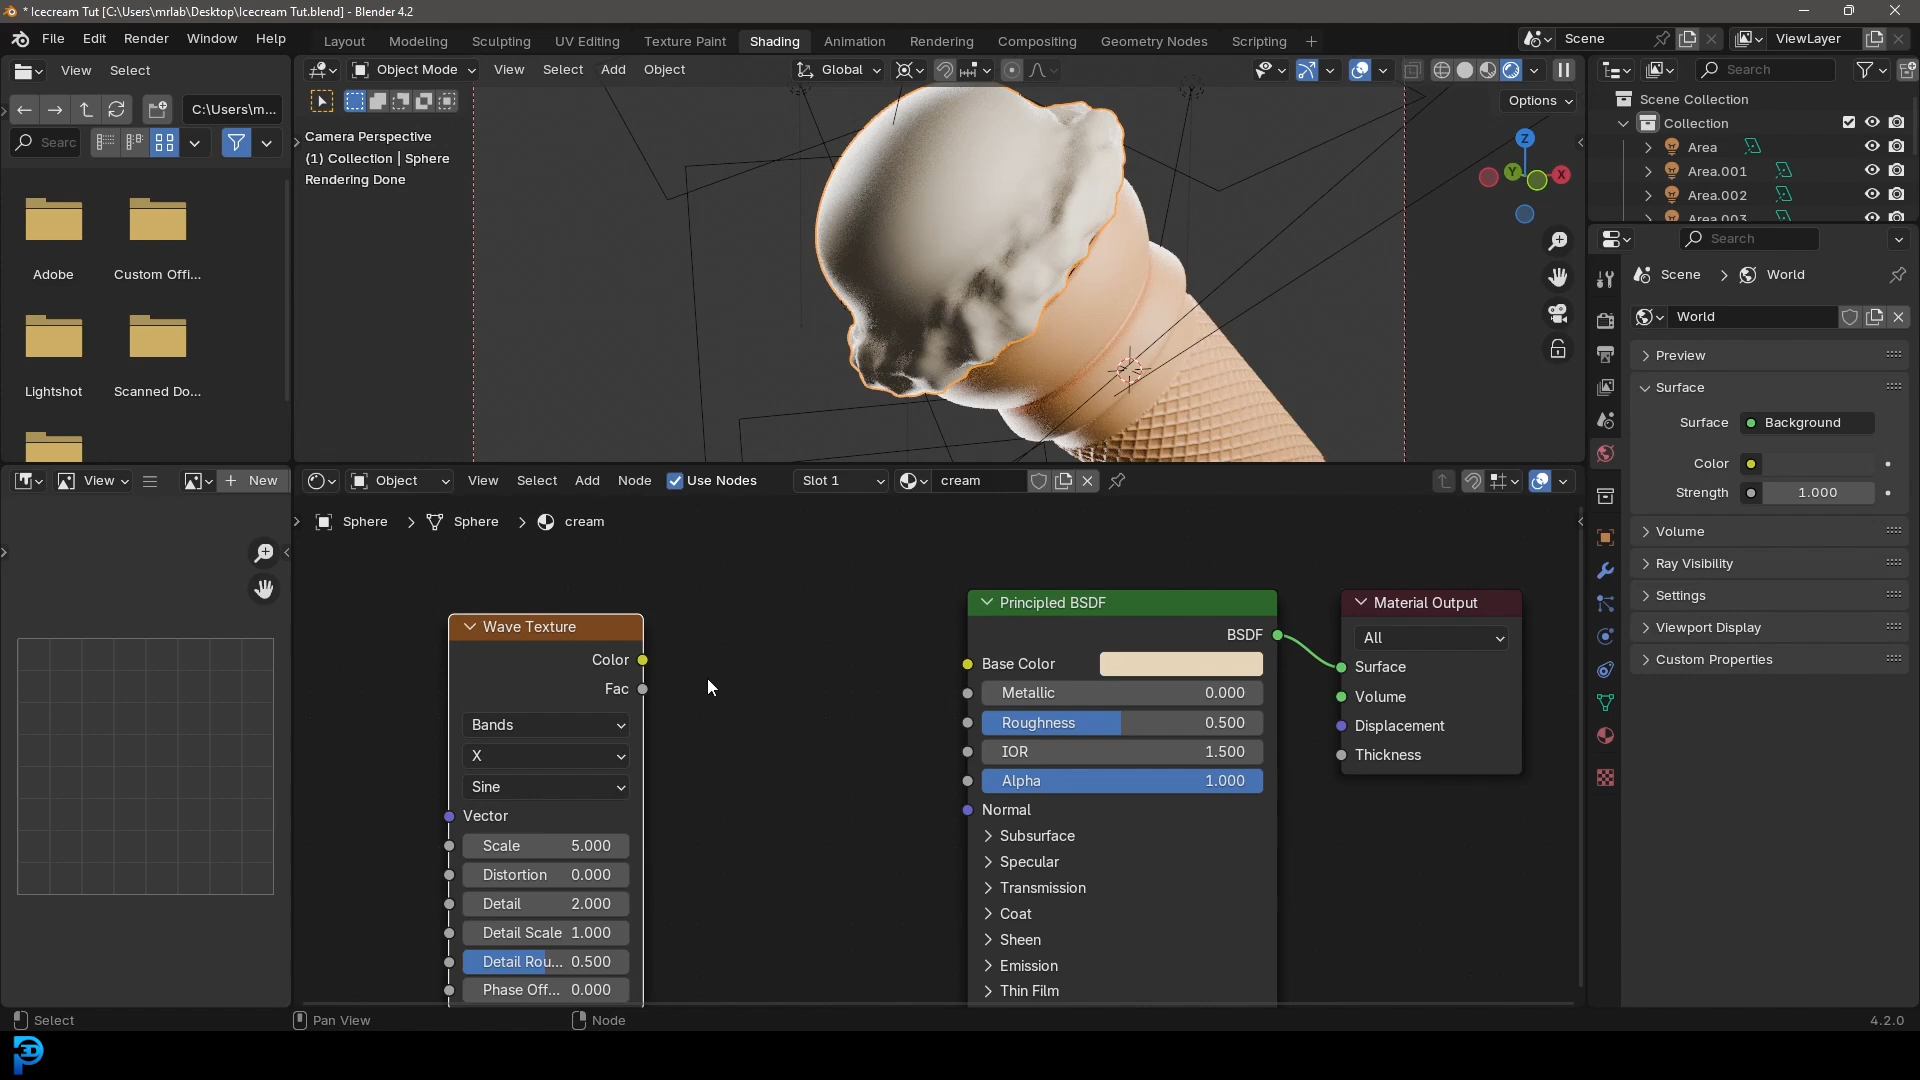 * Icecream Tut [C:\Users\mrlab\Desktop\Icecream Tut.blend] - Blender 4.2
File Edit Render Window Help
Layout Modeling Sculpting UV Editing Texture Paint Shading Animation Rendering Compositing Geometry Nodes Scripting +
Scene
ViewLayer
View Select
C:\Users\m...
Searc
Adobe
Custom Offi...
Lightshot
Scanned Do...
Object Mode View Select Add Object
Global
Options
Camera Perspective
(1) Collection | Sphere
Rendering Done
Z
Y
X
Search
Scene Collection
Collection
Area
Area.001
Area.002
Area.003
Search
Scene > World
World
Preview
Surface
Surface Background
Color
Strength 1.000
Volume
Ray Visibility
Settings
Viewport Display
Custom Properties
View
+ New
Object View Select Add Node Use Nodes Slot 1 cream
Sphere > Sphere > cream
Wave Texture
Color
Fac
Bands
X
Sine
Vector
Scale 5.000
Distortion 0.000
Detail 2.000
Detail Scale 1.000
Detail Rou... 0.500
Phase Off... 0.000
Principled BSDF
BSDF
Base Color
Metallic 0.000
Roughness 0.500
IOR 1.500
Alpha 1.000
Normal
Subsurface
Specular
Transmission
Coat
Sheen
Emission
Thin Film
Material Output
All
Surface
Volume
Displacement
Thickness
Select
Pan View
Node
4.2.0